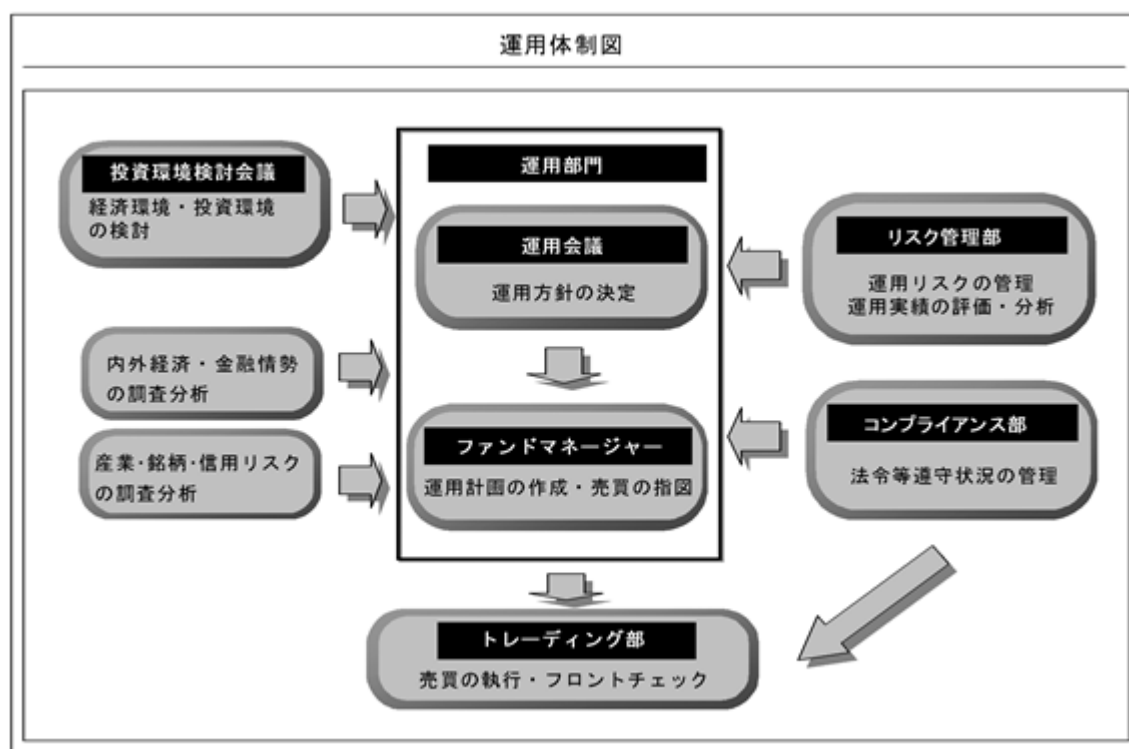 運用体制図
投資環境検討会議
経済環境・投資環境
の検討
内外経済・金融情勢
の調査分析
産業・銘柄・信用リスク
の調査分析
運用部門
運用会議
運用方針の決定
ファンドマネージャー
運用計画の作成・売買の指図
リスク管理部
運用リスクの管理
運用実績の評価・分析
コンプライアンス部
法令等遵守状況の管理
トレーディング部
売買の執行・フロントチェック